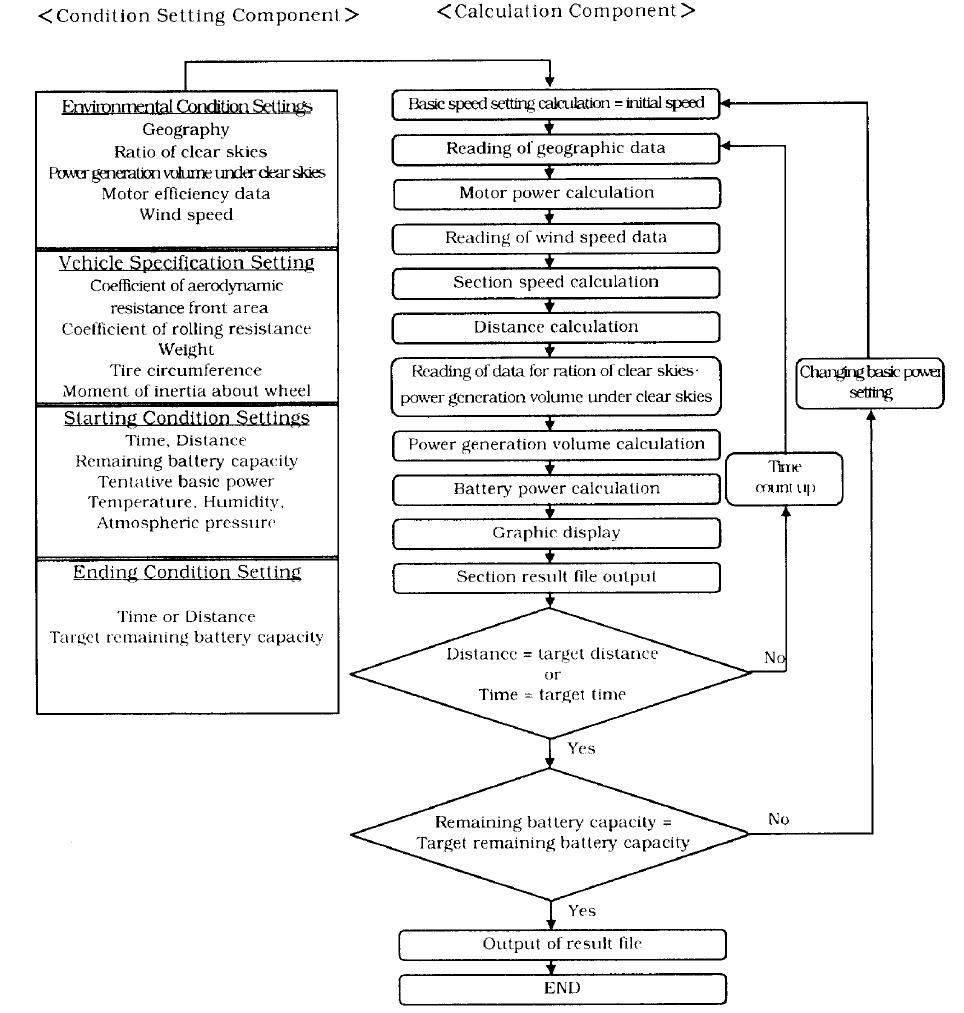 <Condition Setting Component>
Environmental Condition Settings
Geography
Ratio of clear skies
Power generation volume under clear skies
Motor efficiency data
Wind speed
Vehicle Specification Setting
Coefficient of aerodynamic
resistance front area
Coefficient of rolling resistance
Weight
Tire circumference
Moment of inertia about wheel
Starting Condition Settings
Time, Distance
Remaining battery capacity
Tentative basic power
Temperature, Humidity,
Atmospheric pressure
Ending Condition Setting
Time or Distance
Target remaining battery capacity
<Calculation Component>
Basic speed setting calculation = initial speed
Reading of geographic data
Motor power calculation
Reading of wind speed data
Section speed calculation
Distance calculation
Reading of data for ration of clear skies·
power generation volume under clear skies
Power generation volume calculation
Battery power calculation
Graphic display
Section result file output
Distance = target distance
or
Time = target time
No
Time
count up
Yes
Remaining battery capacity =
Target remaining battery capacity
No
Changing basic power
setting
Yes
Output of result file
END